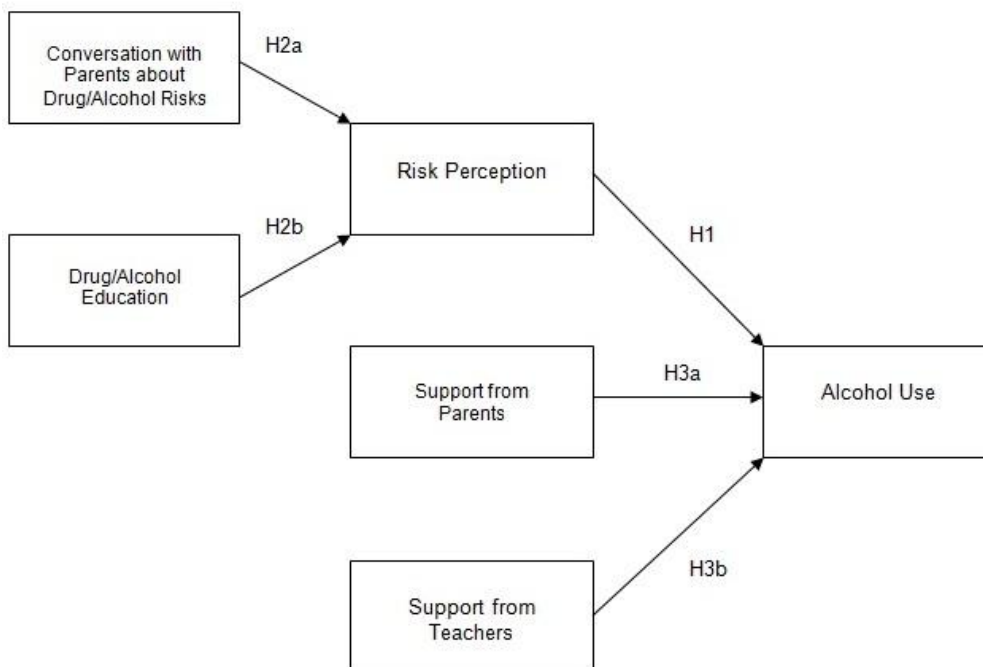 Conversation with
Parents about
Drug/Alcohol Risks
H2a
Risk Perception
H2b
Drug/Alcohol
Education
H1
Support from
Parents
H3a
Alcohol Use
H3b
Support from
Teachers